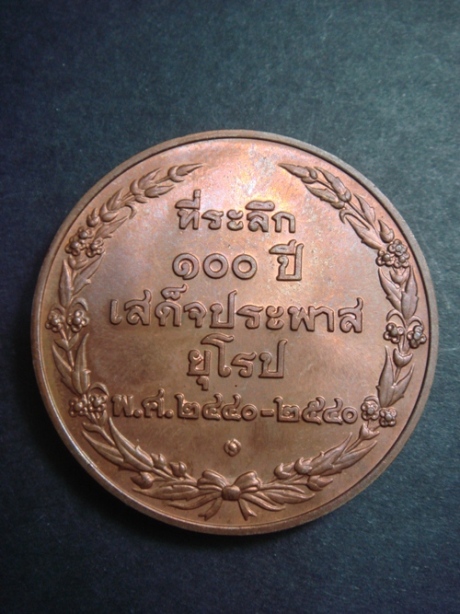 ที่ระลึก
๑๐๐ ปี
เสด็จประพาส
ยุโรป
พ.ศ.๒๔๔๐-๒๕๔๐